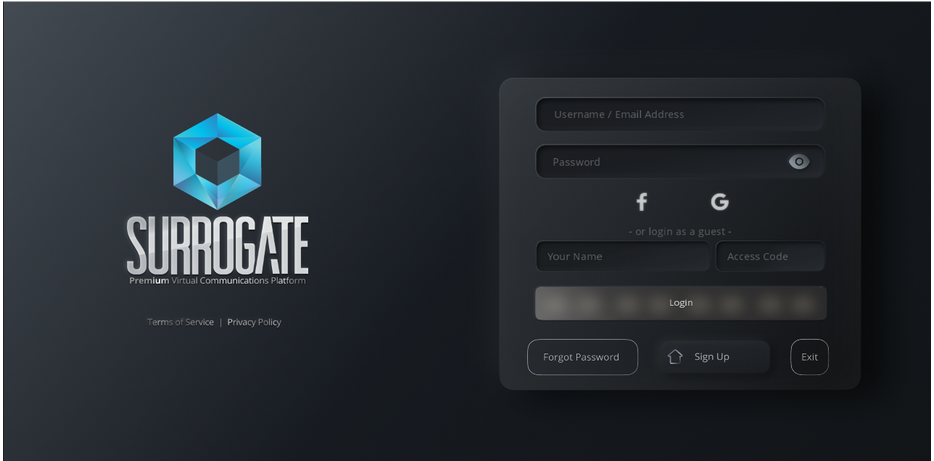 SURROGATE
Premium Virtual Communications Platform
Terms of Service | Privacy Policy
Username / Email Address
Password
f G
- or login as a guest -
Your Name Access Code
Login
Forgot Password Sign Up Exit